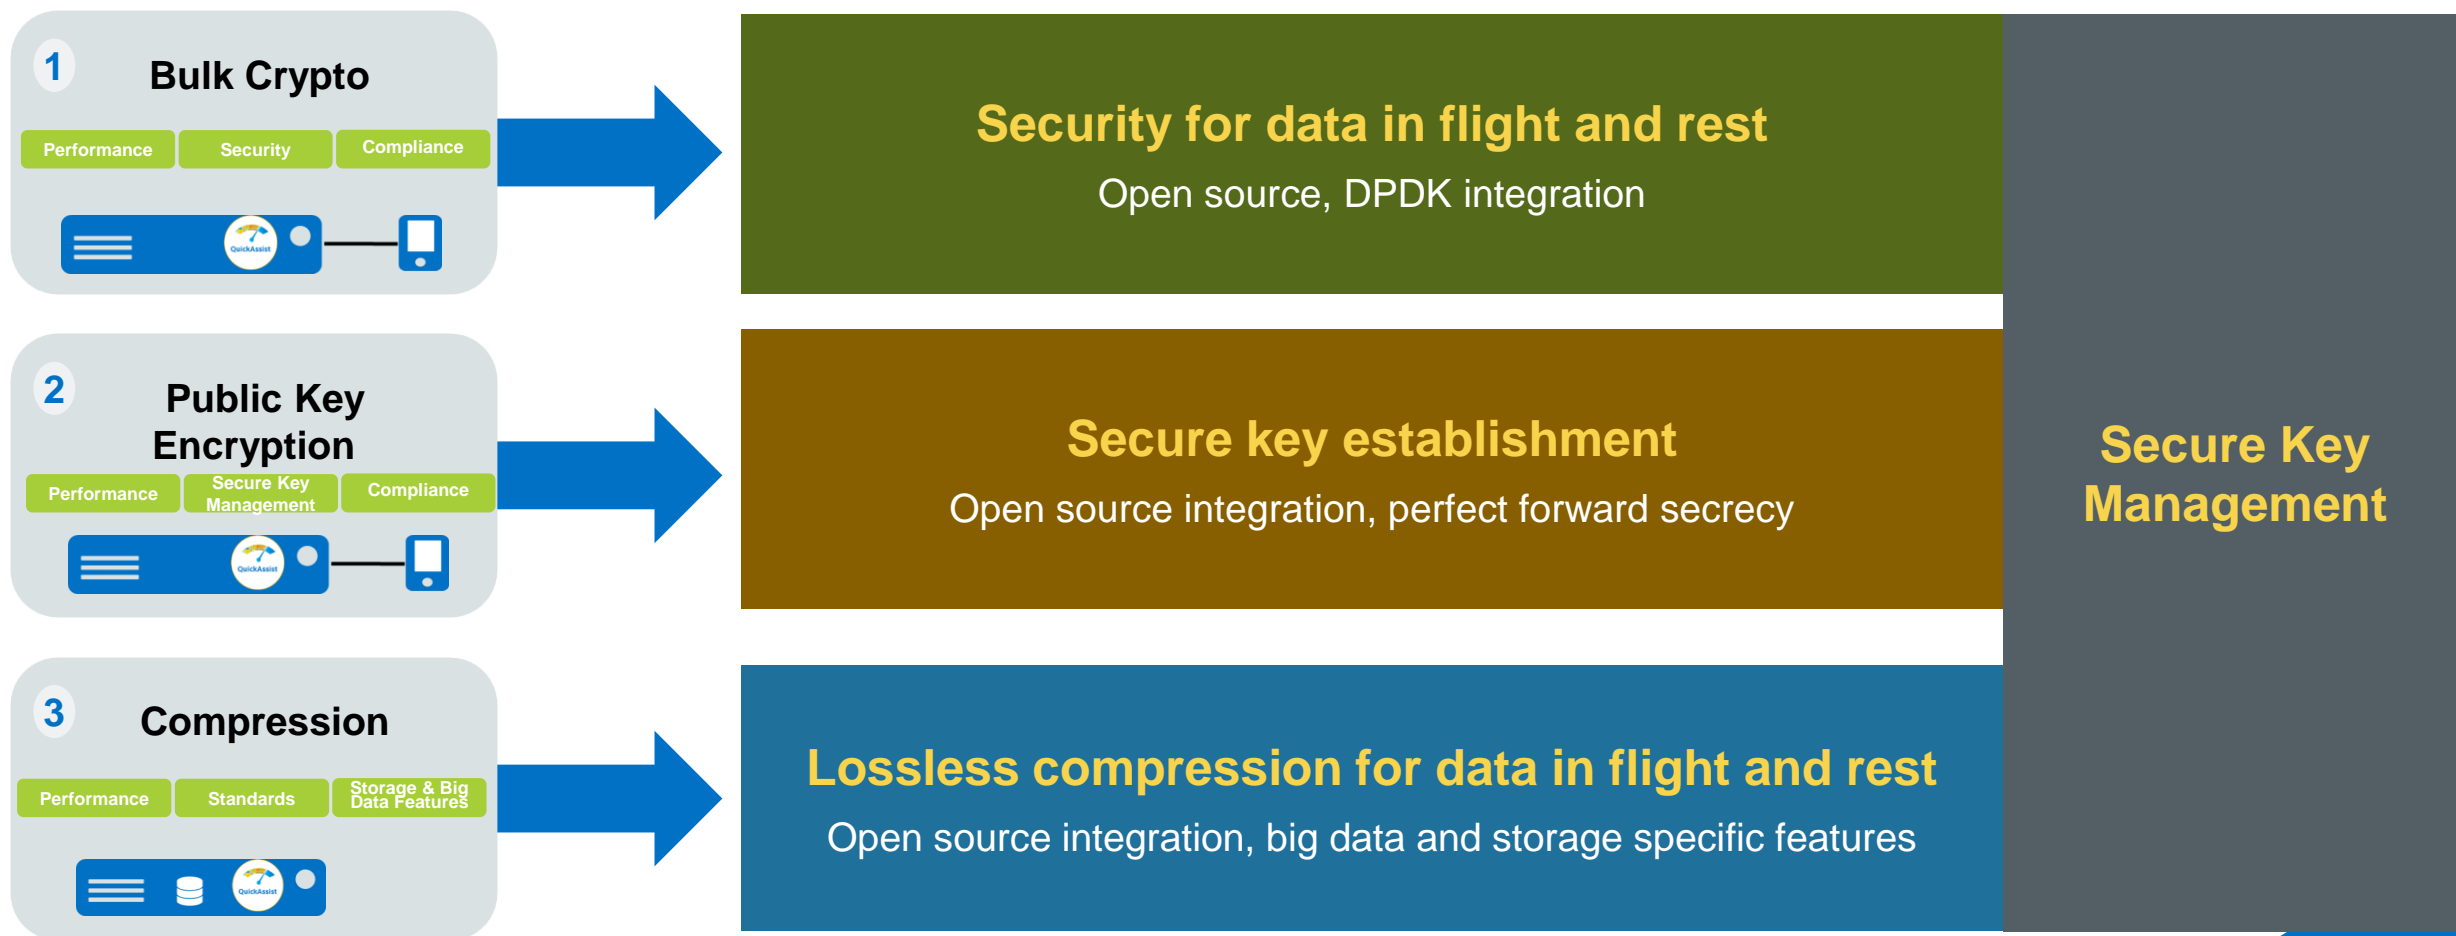 1
Bulk Crypto
Performance
Security
Compliance
QuickAssist
Security for data in flight and rest
Open source, DPDK integration
2
Public Key
Encryption
Performance
Secure Key
Management
Compliance
QuickAssist
Secure key establishment
Open source integration, perfect forward secrecy
3
Compression
Performance
Standards
Storage & Big
Data Features
QuickAssist
Lossless compression for data in flight and rest
Open source integration, big data and storage specific features
Secure Key
Management